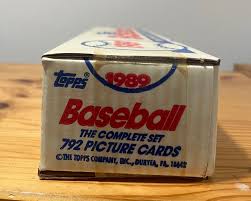 Topps
1989
Baseball
THE COMPLETE SET
792 PICTURE CARDS
©THE TOPPS COMPANY, INC., DURYEA, PA 18642